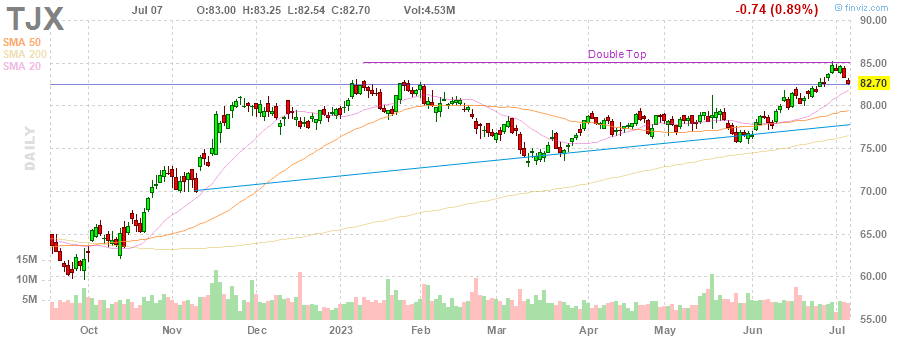 TJX Jul 07 O:83.00 H:83.25 L:82.54 C:82.70 Vol:4.53M -0.74 (0.89%) © finviz.com
SMA 50
SMA 200
SMA 20
DAILY
Double Top
90.00
85.00
82.70
80.00
75.00
70.00
65.00
60.00
55.00
15M
10M
5M
Oct Nov Dec 2023 Feb Mar Apr May Jun Jul